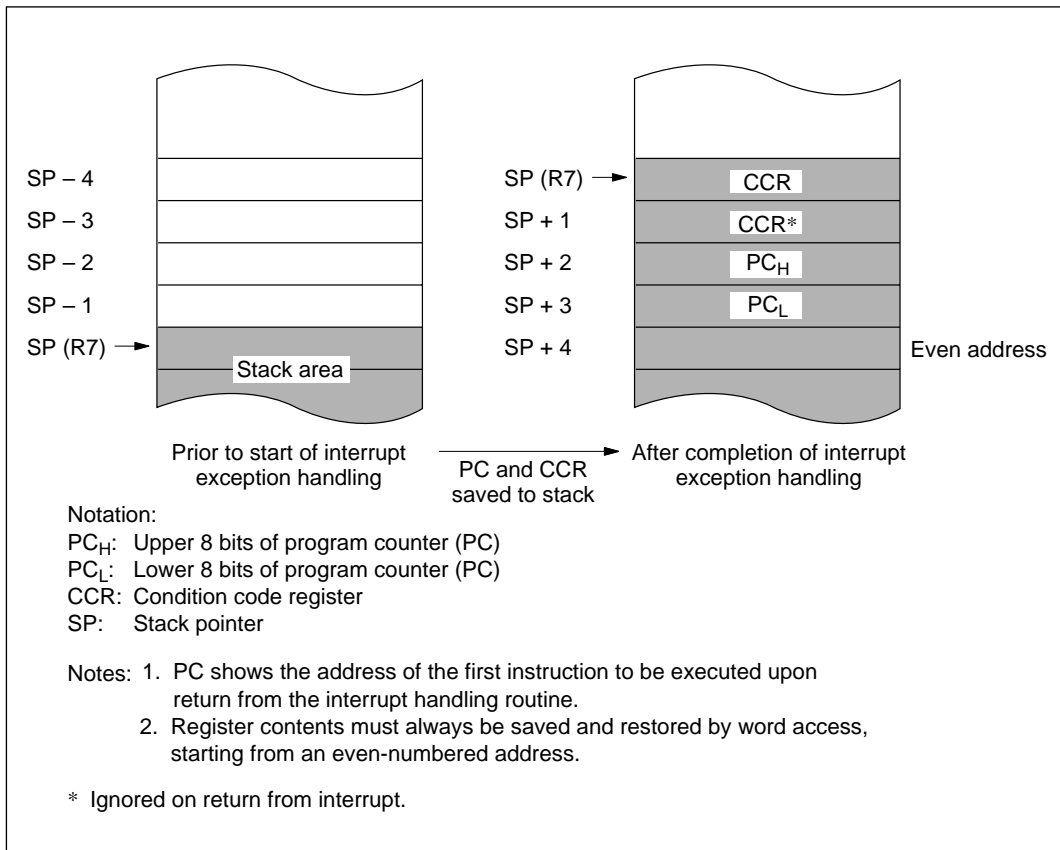 SP – 4
SP – 3
SP – 2
SP – 1
SP (R7)
Stack area
Prior to start of interrupt
exception handling
PC and CCR
saved to stack
SP (R7)
SP + 1
SP + 2
SP + 3
SP + 4
CCR
CCR*
PCH
PCL
Even address
After completion of interrupt
exception handling
Notation:
PCH: Upper 8 bits of program counter (PC)
PCL: Lower 8 bits of program counter (PC)
CCR: Condition code register
SP: Stack pointer
Notes: 1. PC shows the address of the first instruction to be executed upon
return from the interrupt handling routine.
2. Register contents must always be saved and restored by word access,
starting from an even-numbered address.
* Ignored on return from interrupt.